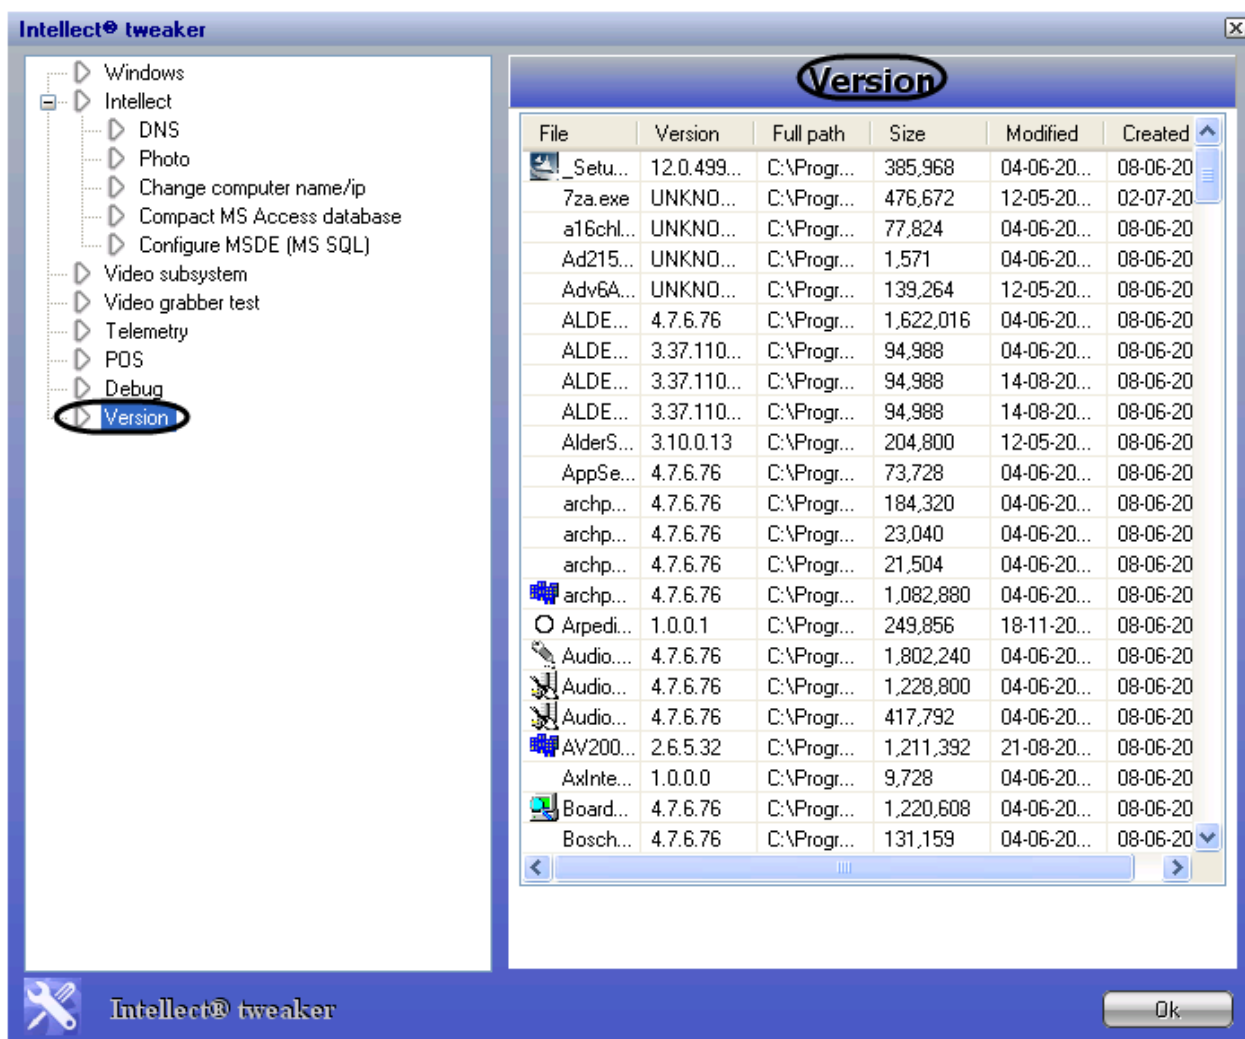 Intellect® tweaker
Windows
Intellect
DNS
Photo
Change computer name/ip
Compact MS Access database
Configure MSDE (MS SQL)
Video subsystem
Video grabber test
Telemetry
POS
Debug
Version
Version
File Version Full path Size Modified Created
_Setu... 12.0.499... C:\Progr... 385,968 04-06-20... 08-06-20
7za.exe UNKNO... C:\Progr... 476,672 12-05-20... 02-07-20
a16chl... UNKNO... C:\Progr... 77,824 04-06-20... 08-06-20
Ad215... UNKNO... C:\Progr... 1,571 04-06-20... 08-06-20
Adv6A... UNKNO... C:\Progr... 139,264 12-05-20... 08-06-20
ALDE... 4.7.6.76 C:\Progr... 1,622,016 04-06-20... 08-06-20
ALDE... 3.37.110... C:\Progr... 94,988 04-06-20... 08-06-20
ALDE... 3.37.110... C:\Progr... 94,988 14-08-20... 08-06-20
ALDE... 3.37.110... C:\Progr... 94,988 14-08-20... 08-06-20
AlderS... 3.10.0.13 C:\Progr... 204,800 12-05-20... 08-06-20
AppSe... 4.7.6.76 C:\Progr... 73,728 04-06-20... 08-06-20
archp... 4.7.6.76 C:\Progr... 184,320 04-06-20... 08-06-20
archp... 4.7.6.76 C:\Progr... 23,040 04-06-20... 08-06-20
archp... 4.7.6.76 C:\Progr... 21,504 04-06-20... 08-06-20
archp... 4.7.6.76 C:\Progr... 1,082,880 04-06-20... 08-06-20
Arpedi... 1.0.0.1 C:\Progr... 249,856 18-11-20... 08-06-20
Audio.... 4.7.6.76 C:\Progr... 1,802,240 04-06-20... 08-06-20
Audio... 4.7.6.76 C:\Progr... 1,228,800 04-06-20... 08-06-20
Audio... 4.7.6.76 C:\Progr... 417,792 04-06-20... 08-06-20
AV200... 2.6.5.32 C:\Progr... 1,211,392 21-08-20... 08-06-20
AxInte... 1.0.0.0 C:\Progr... 9,728 04-06-20... 08-06-20
Board... 4.7.6.76 C:\Progr... 1,220,608 04-06-20... 08-06-20
Bosch... 4.7.6.76 C:\Progr... 131,159 04-06-20... 08-06-20
Intellect® tweaker
Ok